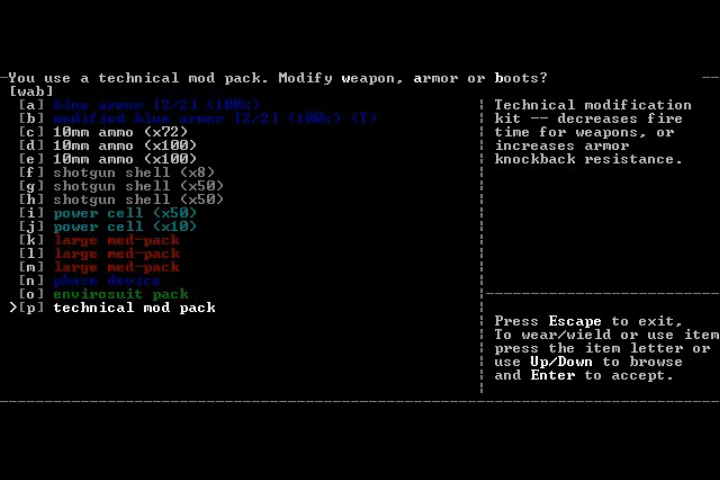 You use a technical mod pack. Modify weapon, armor or boots?
[wab]
[a] blue armor [2/2] (100%)
[b] modified blue armor [2/2] (100%) (T)
[c] 10mm ammo (x72)
[d] 10mm ammo (x100)
[e] 10mm ammo (x100)
[f] shotgun shell (x8)
[g] shotgun shell (x50)
[h] shotgun shell (x50)
[i] power cell (x50)
[j] power cell (x10)
[k] large med-pack
[l] large med-pack
[m] large med-pack
[n] phase device
[o] envirosuit pack
>[p] technical mod pack
Technical modification
kit -- decreases fire
time for weapons, or
increases armor
knockback resistance.
Press Escape to exit,
To wear/wield or use item
press the item letter or
use Up/Down to browse
and Enter to accept.